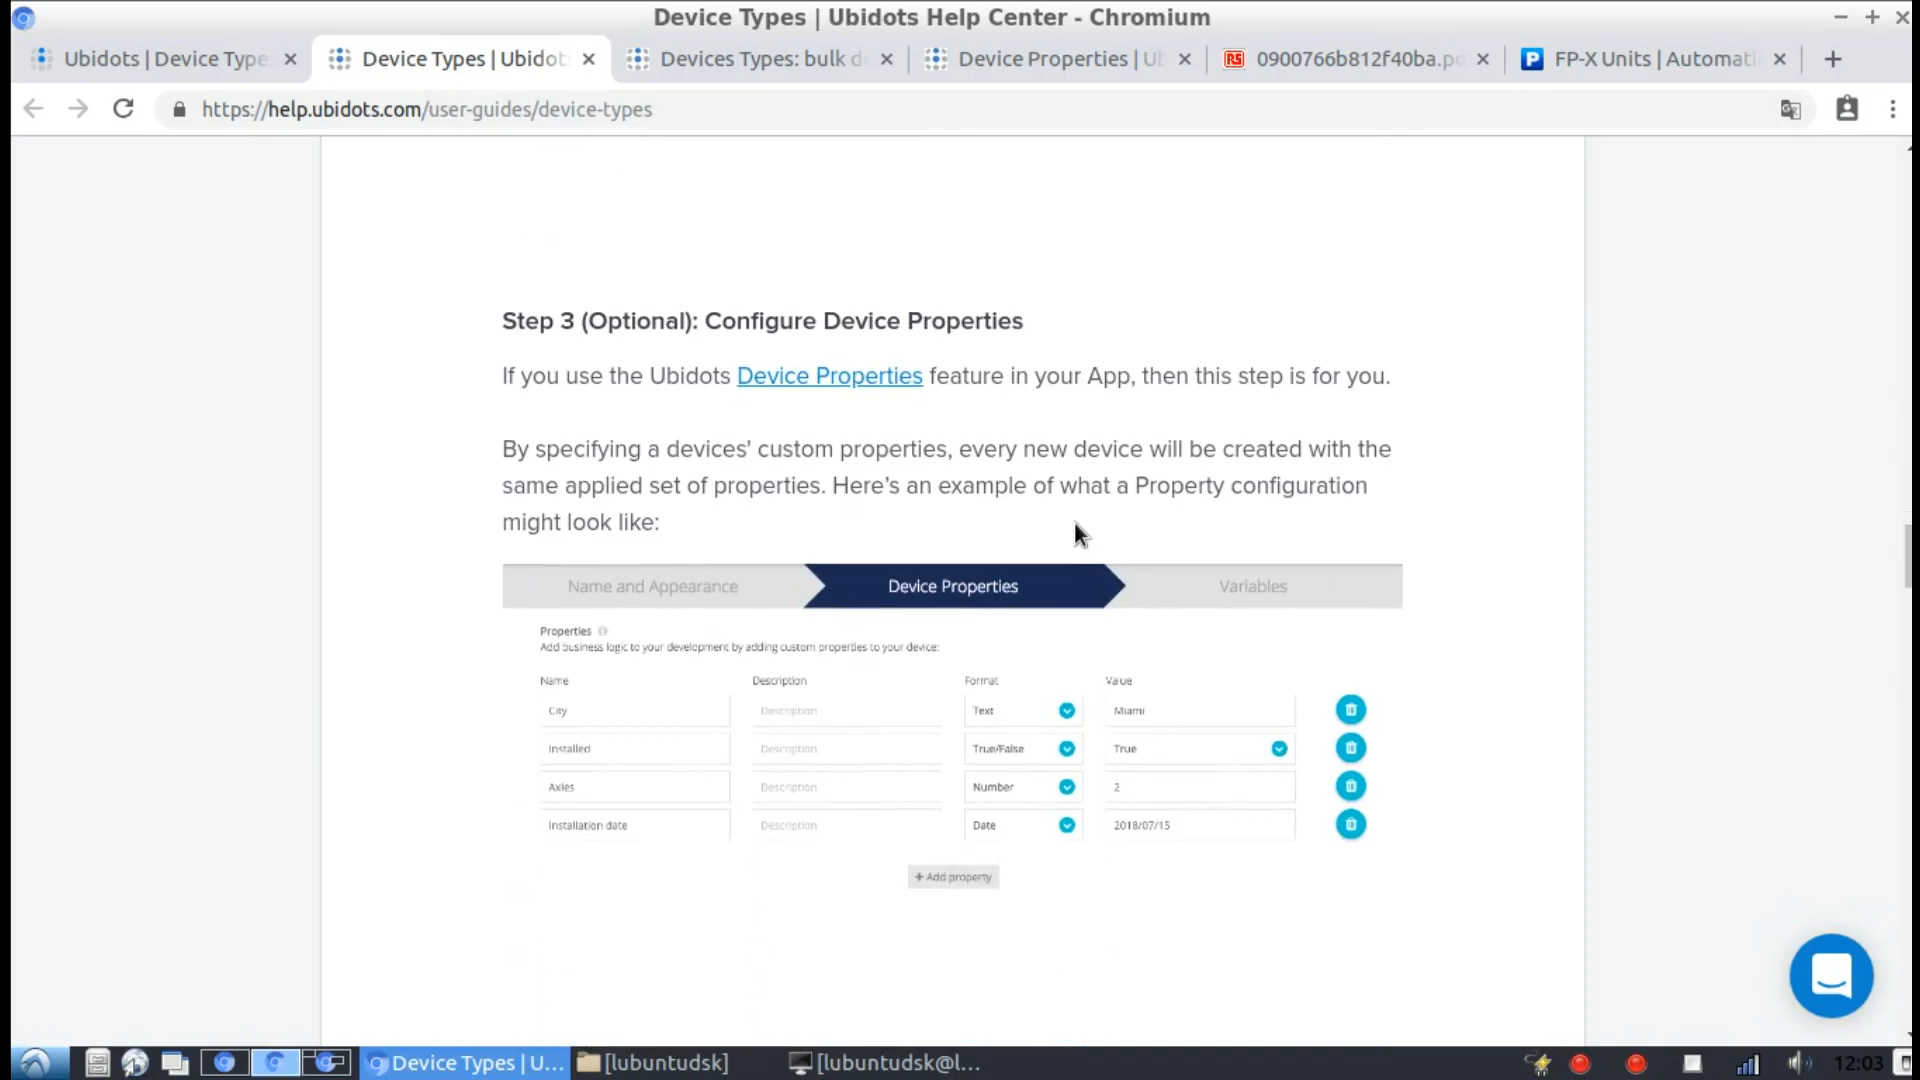 Device Types | Ubidots Help Center - Chromium
Ubidots | Device Type
Device Types | Ubidot
Devices Types: bulk d
Device Properties | Ub
0900766b812f40ba.p
FP-X Units | Automati
https://help.ubidots.com/user-guides/device-types
Step 3 (Optional): Configure Device Properties
If you use the Ubidots Device Properties feature in your App, then this step is for you.
By specifying a devices' custom properties, every new device will be created with the
same applied set of properties. Here's an example of what a Property configuration
might look like:
Name and Appearance Device Properties Variables
Properties
Add business logic to your development by adding custom properties to your device:
Name Description Format Value
City Description Text Miami
Installed Description True/False True
Axles Description Number 2
Installation date Description Date 2018/07/15
+ Add property
Device Types | U... [lubuntudsk] [lubuntudsk@l... 12:03